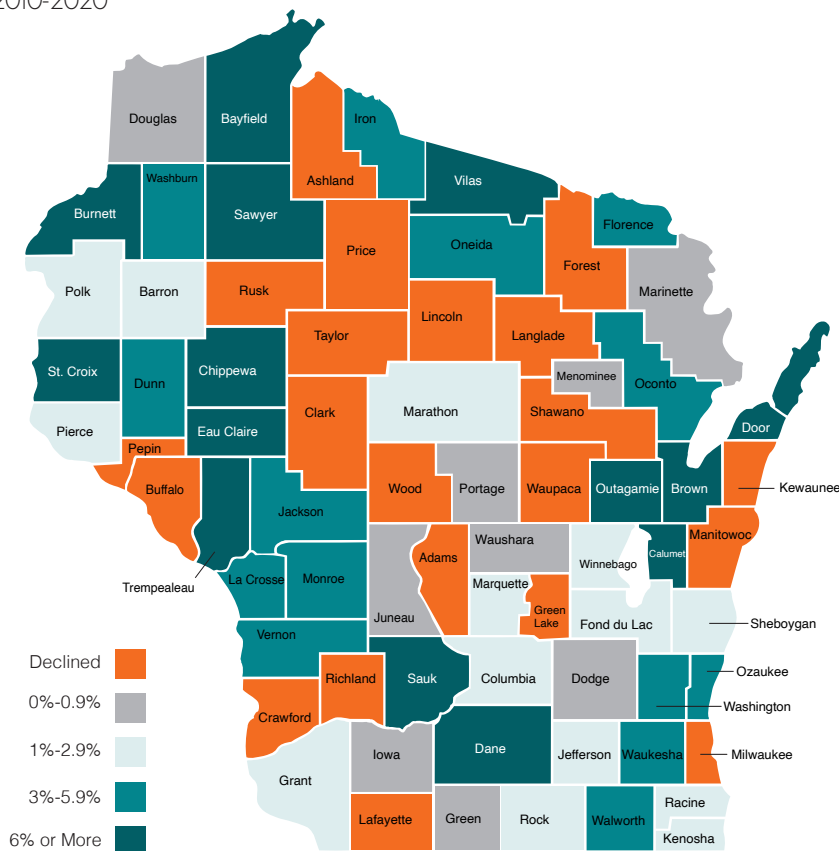 2010-2020
Douglas
Bayfield
Iron
Ashland
Washburn
Vilas
Burnett
Sawyer
Florence
Oneida
Price
Forest
Polk
Barron
Rusk
Marinette
Lincoln
Taylor
Langlade
St. Croix
Chippewa
Menominee
Dunn
Oconto
Clark
Marathon
Shawano
Door
Pierce
Eau Claire
Pepin
Buffalo
Wood
Portage
Waupaca
Outagamie
Brown
Kewaunee
Jackson
Manitowoc
Waushara
Adams
Calumet
Winnebago
Trempealeau
La Crosse
Monroe
Marquette
Juneau
Green
Lake
Fond du Lac
Sheboygan
Vernon
Declined
Richland
Sauk
Columbia
Dodge
Ozaukee
0%-0.9%
Washington
Crawford
1%-2.9%
Iowa
Dane
Jefferson
Waukesha
Milwaukee
Grant
3%-5.9%
Racine
Lafayette
Green
Rock
Walworth
6% or More
Kenosha